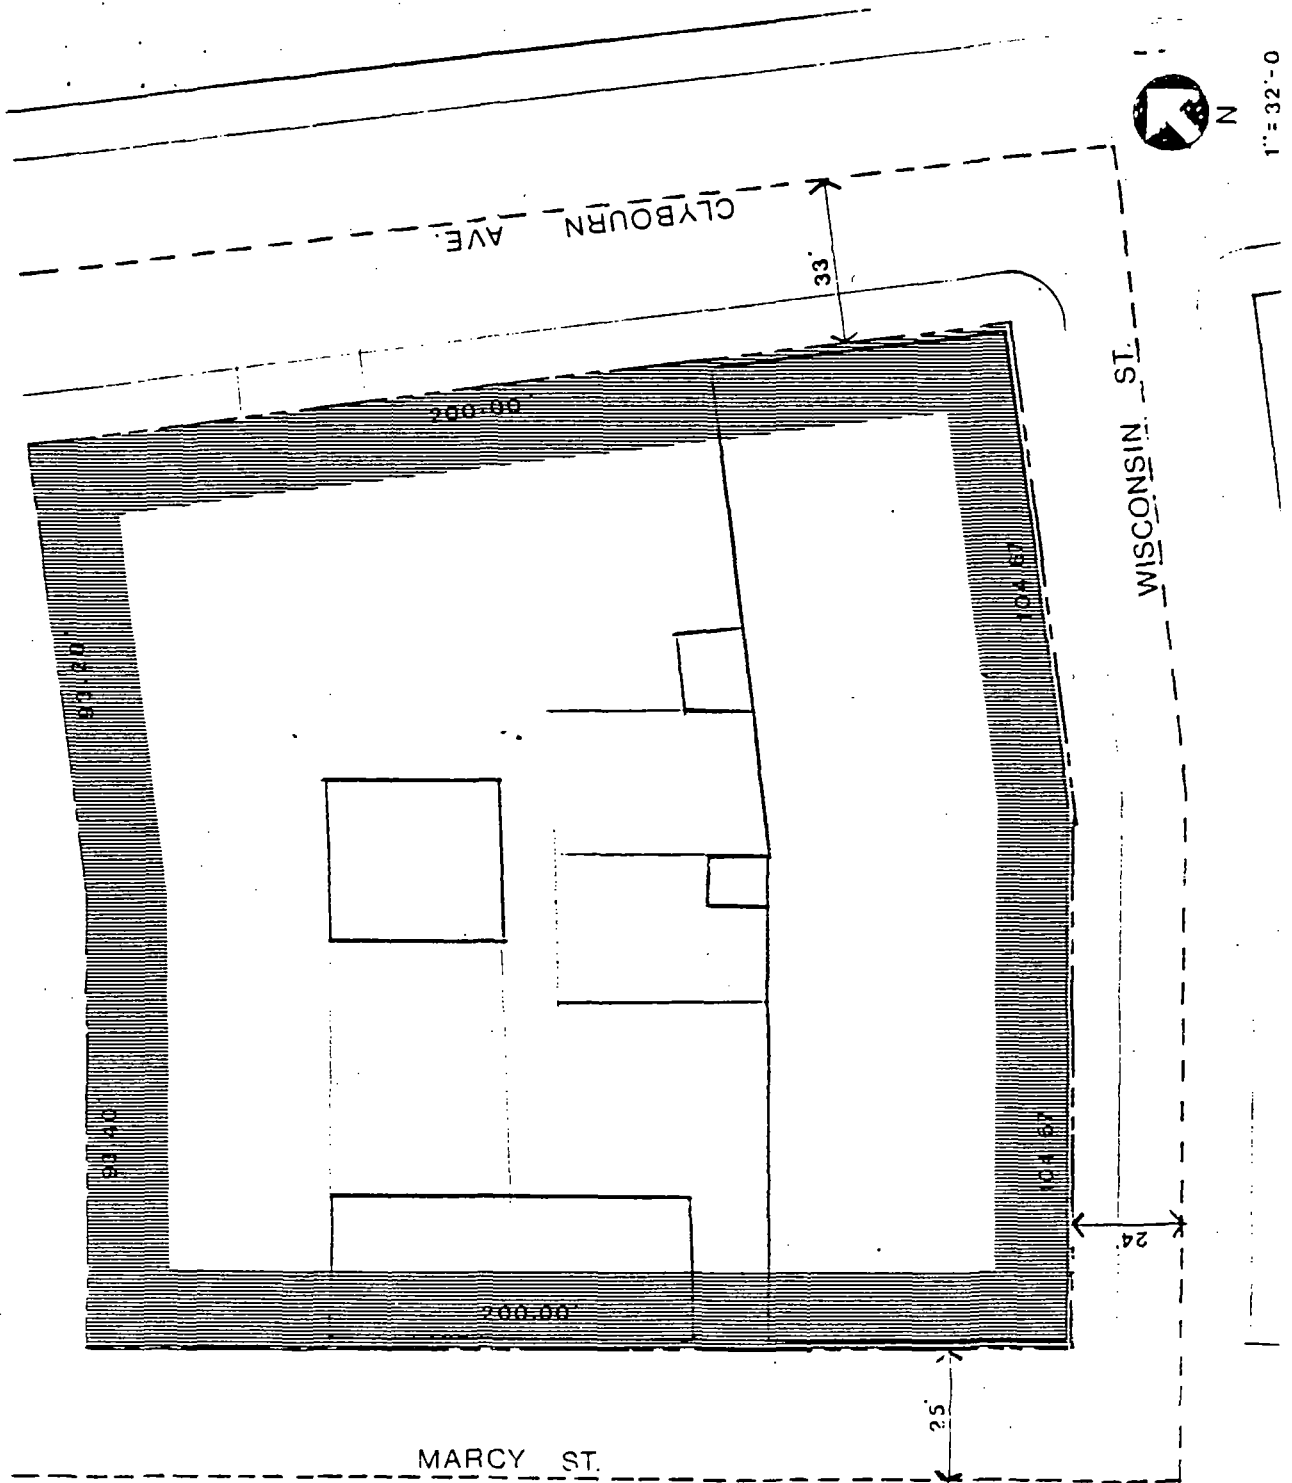 N
1" = 32'-0
CLYBOURN AVE.
33'
200.00'
WISCONSIN ST.
104.67
93.20'
93.40
104.67
24'
200.00'
25'
MARCY ST.